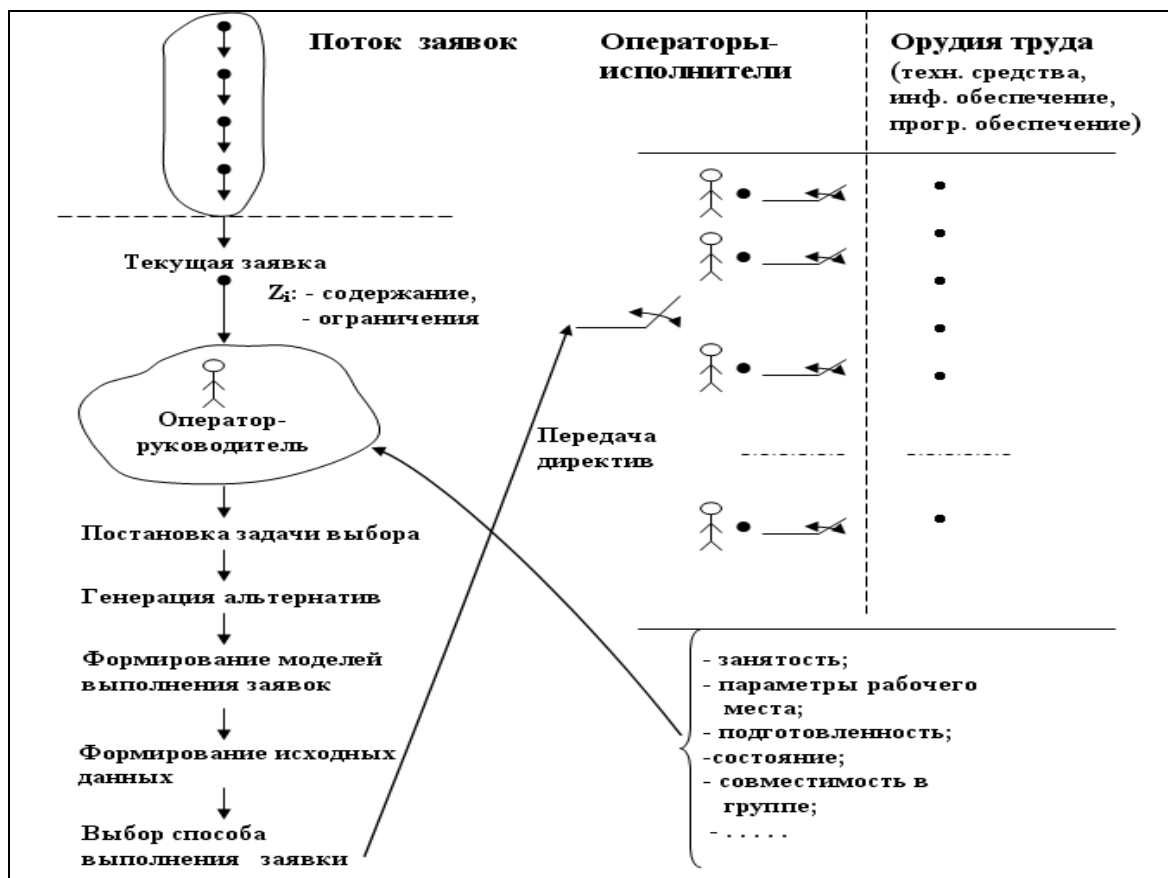 Поток заявок
Операторы-
исполнители
Орудия труда
(техн. средства,
инф. обеспечение,
прогр. обеспечение)
Текущая заявка
Zi: - содержание,
- ограничения
Оператор-
руководитель
Передача
директив
Постановка задачи выбора
Генерация альтернатив
Формирование моделей
выполнения заявок
Формирование исходных
данных
Выбор способа
выполнения заявки
- занятость;
- параметры рабочего
места;
- подготовленность;
-состояние;
- совместимость в
группе;
- . . . . .